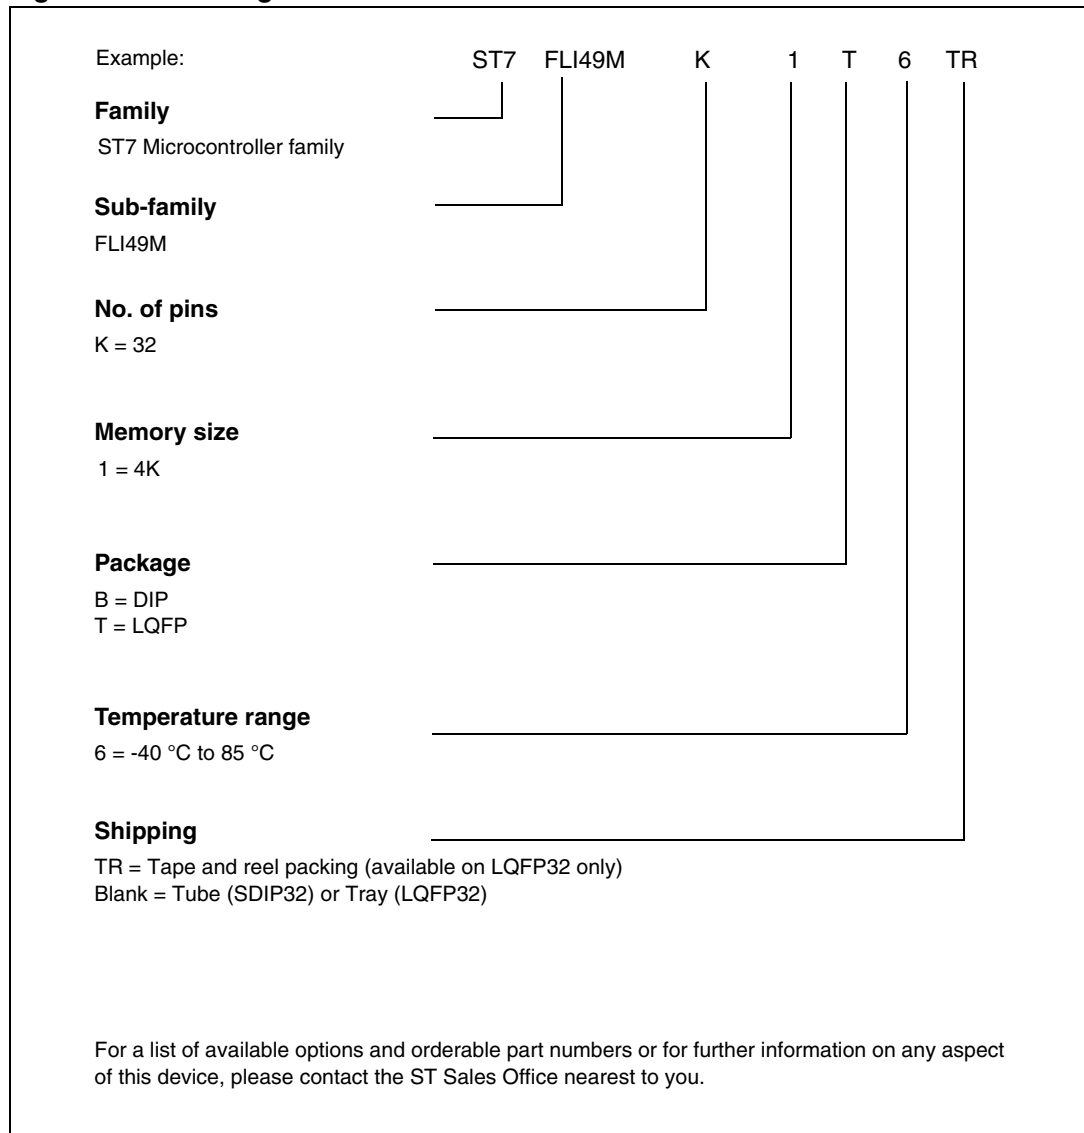 Example: ST7 FLI49M K 1 T 6 TR
Family
ST7 Microcontroller family
Sub-family
FLI49M
No. of pins
K = 32
Memory size
1 = 4K
Package
B = DIP
T = LQFP
Temperature range
6 = -40 °C to 85 °C
Shipping
TR = Tape and reel packing (available on LQFP32 only)
Blank = Tube (SDIP32) or Tray (LQFP32)
For a list of available options and orderable part numbers or for further information on any aspect
of this device, please contact the ST Sales Office nearest to you.